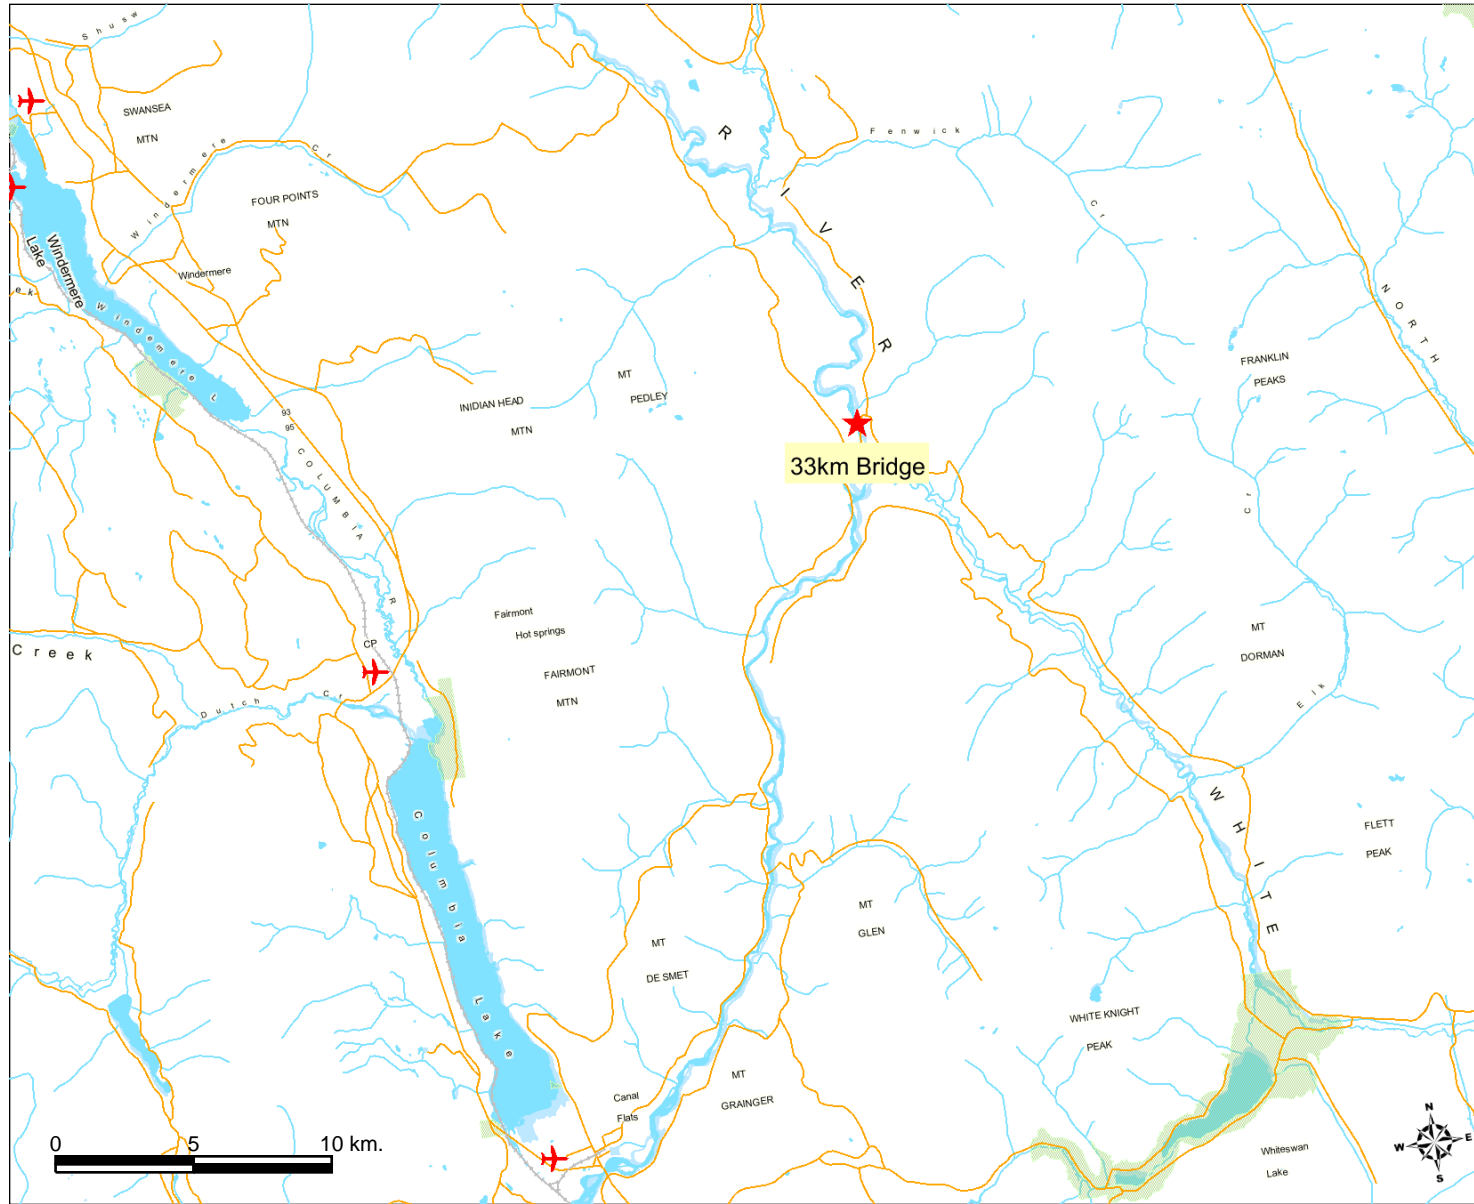 Shusw
SWANSEA
MTN
Windermere
Cr
Fenwick
Cr
FOUR POINTS
MTN
Windermere
Lake
Windermere
ek
Windermere L
93
95
COLUMBIA
R
RIVER
NORTH
FRANKLIN
PEAKS
MT
PEDLEY
INIDIAN HEAD
MTN
33km Bridge
Cr
Elk
Fairmont
Hot springs
FAIRMONT
MTN
MT
DORMAN
Creek
CP
Dutch
Cr
Columbia Lake
WHITE
FLETT
PEAK
MT
GLEN
MT
DE SMET
WHITE KNIGHT
PEAK
MT
GRAINGER
Canal
Flats
Whiteswan
Lake
0 5 10 km.
N
W E
S